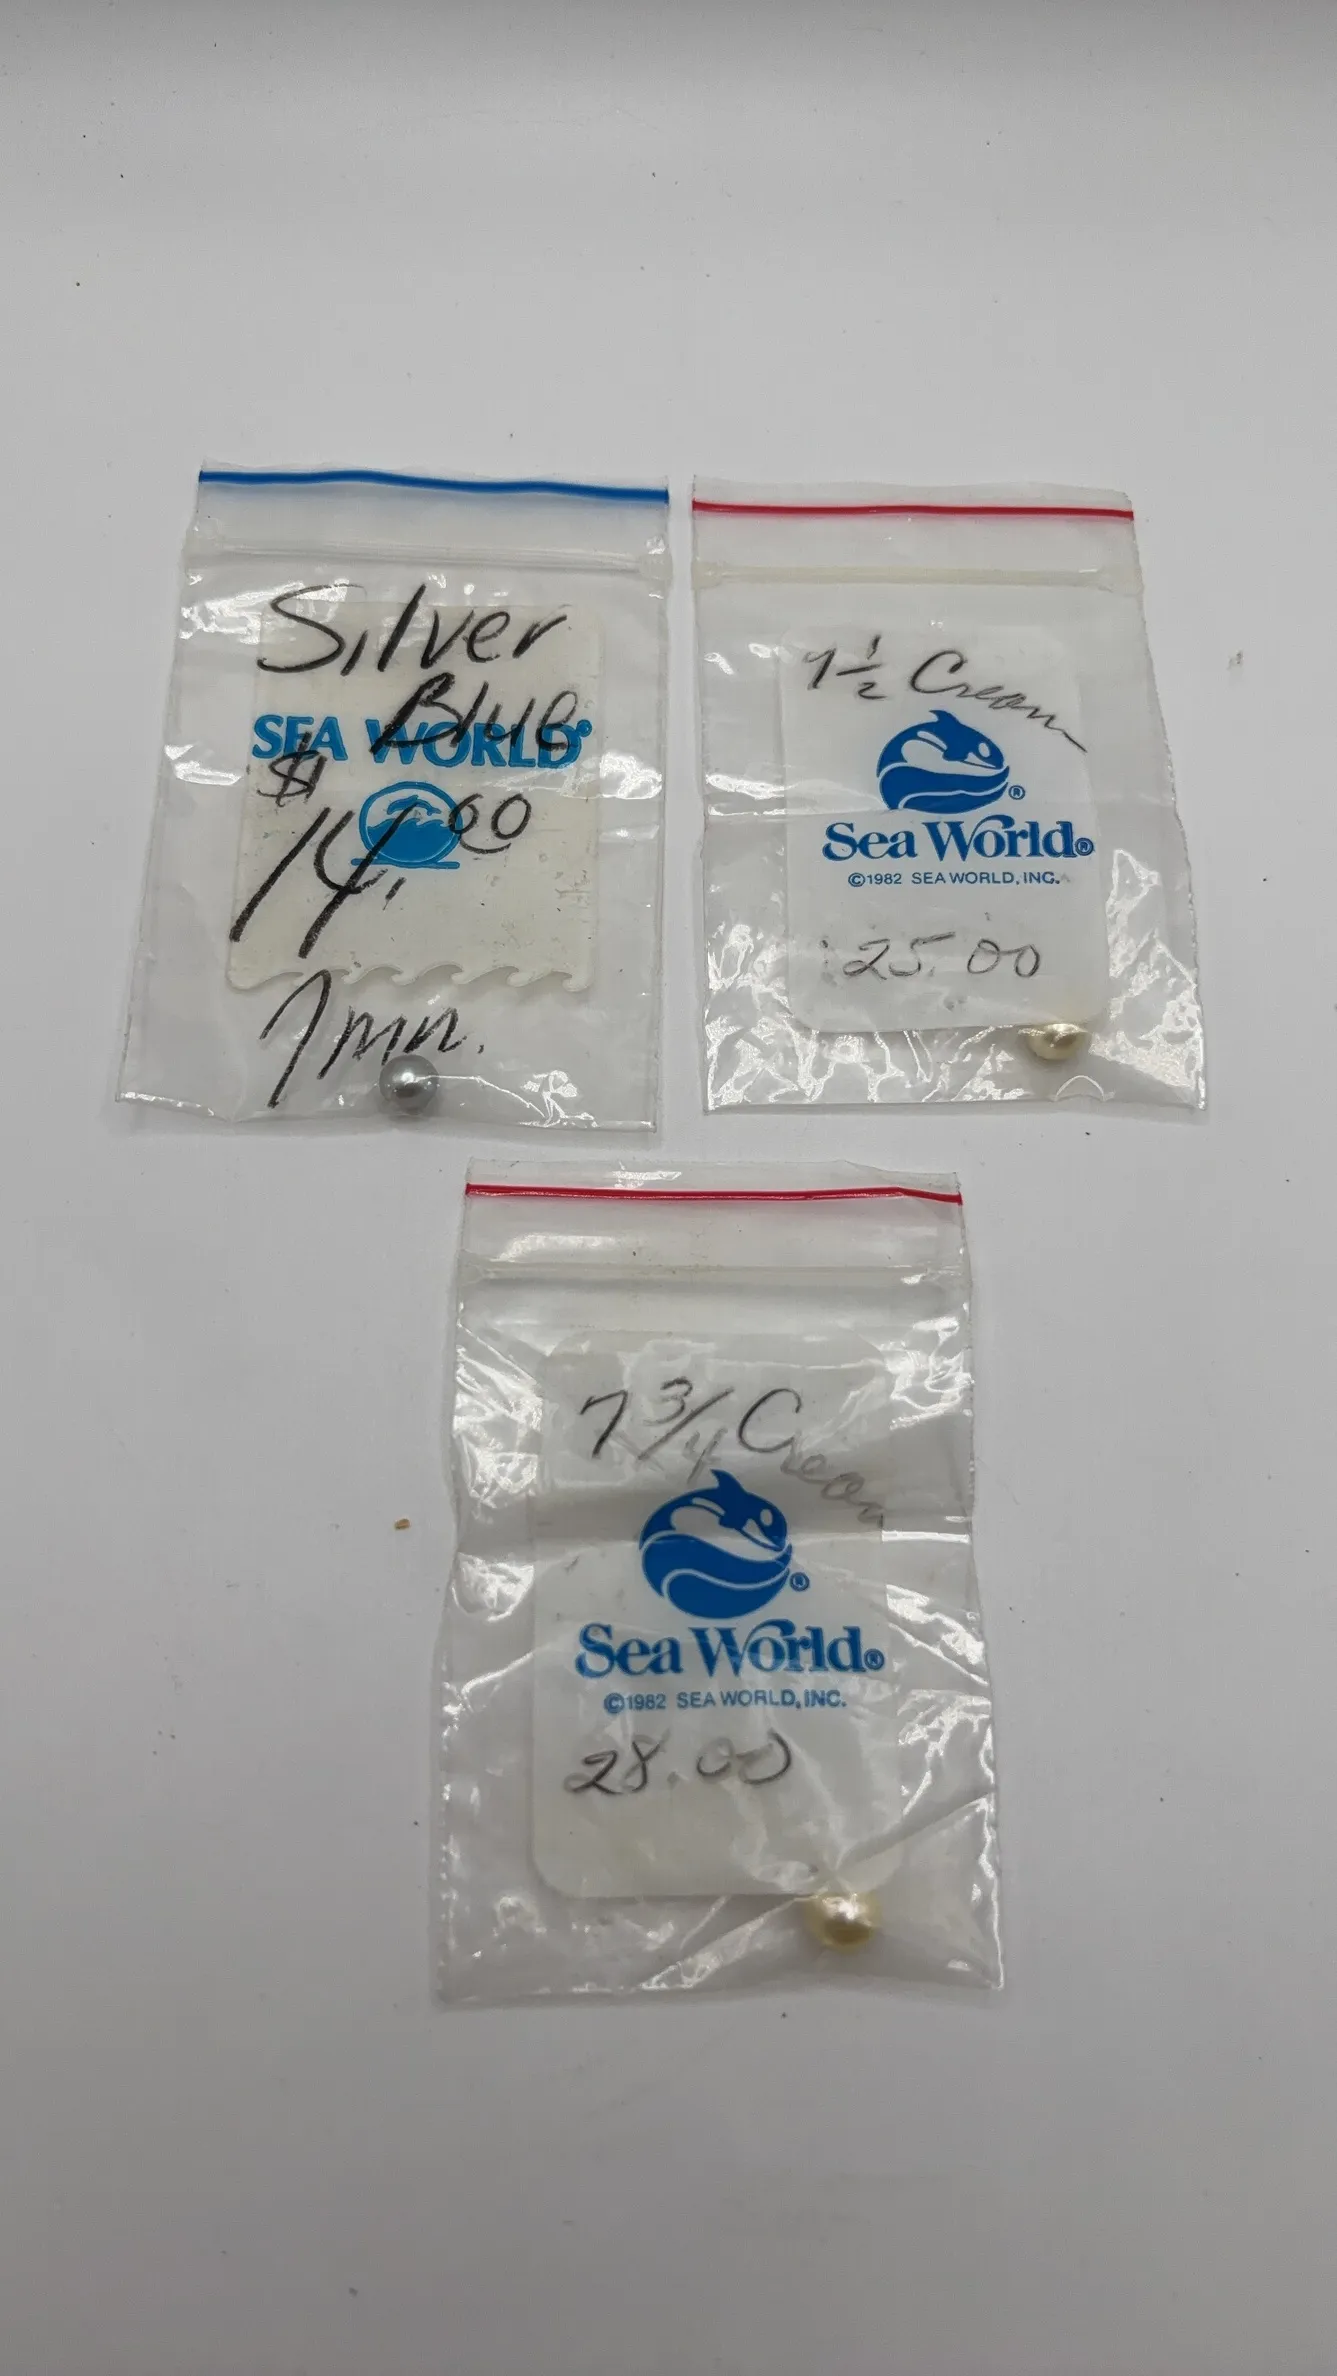 Silver
Blue
SEA WORLD®
$
14.00
7mm.
7 1/2 Cream
®
Sea World®
©1982 SEA WORLD, INC.
25.00
7 3/4 Cream
®
Sea World®
©1982 SEA WORLD, INC.
28.00